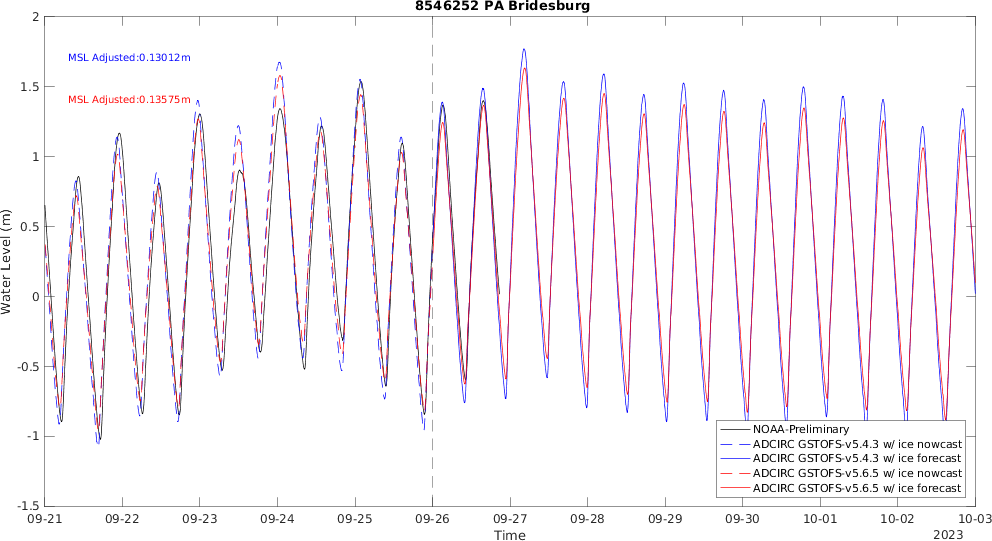 8546252 PA Bridesburg
MSL Adjusted:0.13012m
MSL Adjusted:0.13575m
Water Level (m)
2
1.5
1
0.5
0
-0.5
-1
-1.5
NOAA-Preliminary
ADCIRC GSTOFS-v5.4.3 w/ ice nowcast
ADCIRC GSTOFS-v5.4.3 w/ ice forecast
ADCIRC GSTOFS-v5.6.5 w/ ice nowcast
ADCIRC GSTOFS-v5.6.5 w/ ice forecast
09-21 09-22 09-23 09-24 09-25 09-26 09-27 09-28 09-29 09-30 10-01 10-02 10-03
Time
2023